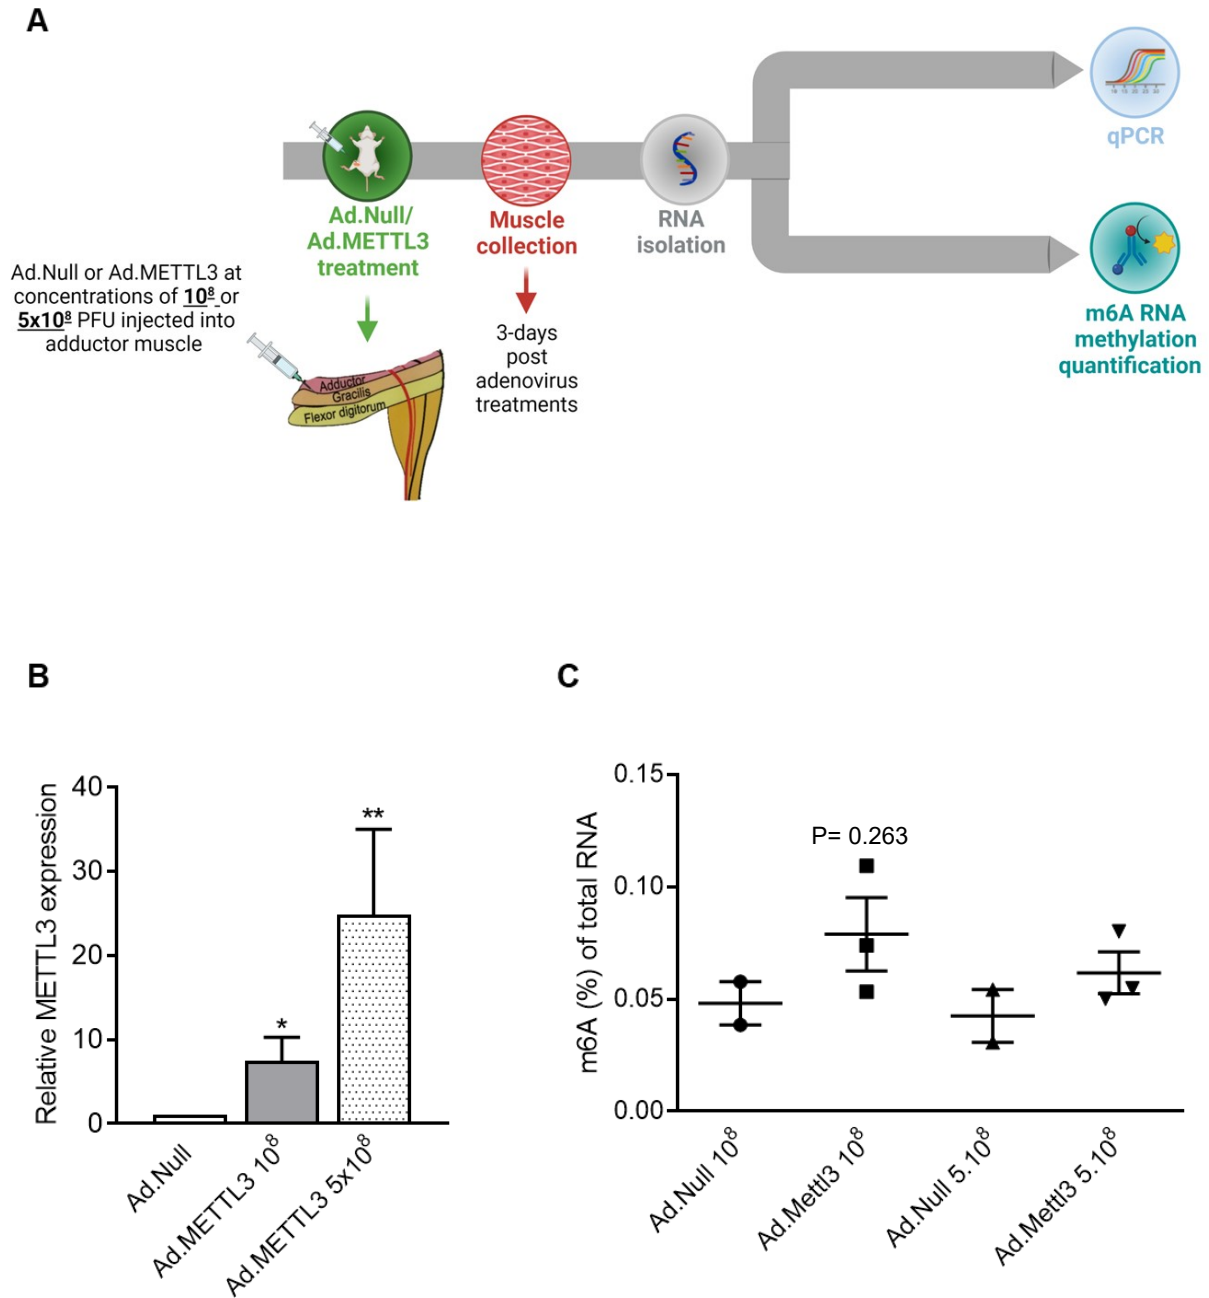 A
qPCR
Ad.Null/
Ad.METTL3
treatment
Muscle
collection
RNA
isolation
Ad.Null or Ad.METTL3 at
concentrations of 10⁸ or
5x10⁸ PFU injected into
adductor muscle
Adductor
Gracilis
Flexor digitorum
3-days
post
adenovirus
treatments
m6A RNA
methylation
quantification
B
Relative METTL3 expression
40
30
20
10
0
*
**
Ad.Null
Ad.METTL3 10⁸
Ad.METTL3 5x10⁸
C
m6A (%) of total RNA
0.15
0.10
0.05
0.00
P= 0.263
Ad.Null 10⁸
Ad.Mettl3 10⁸
Ad.Null 5.10⁸
Ad.Mettl3 5.10⁸